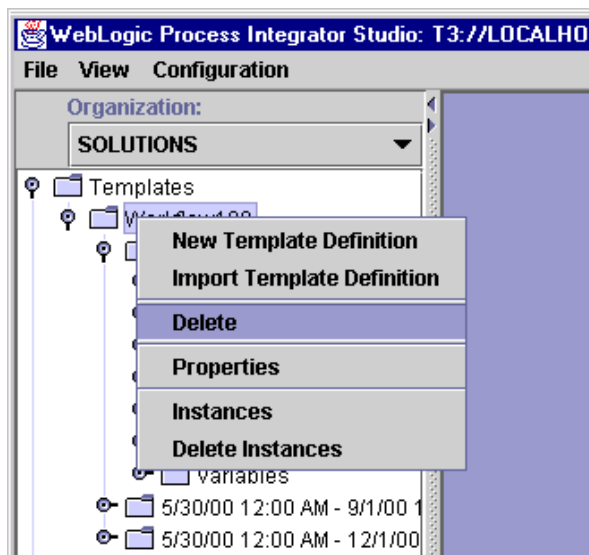 WebLogic Process Integrator Studio: T3://LOCALHO
File View Configuration
Organization:
SOLUTIONS
Templates
New Template Definition
Import Template Definition
Delete
Properties
Instances
Delete Instances
Variables
5/30/00 12:00 AM - 9/1/00 1
5/30/00 12:00 AM - 12/1/00